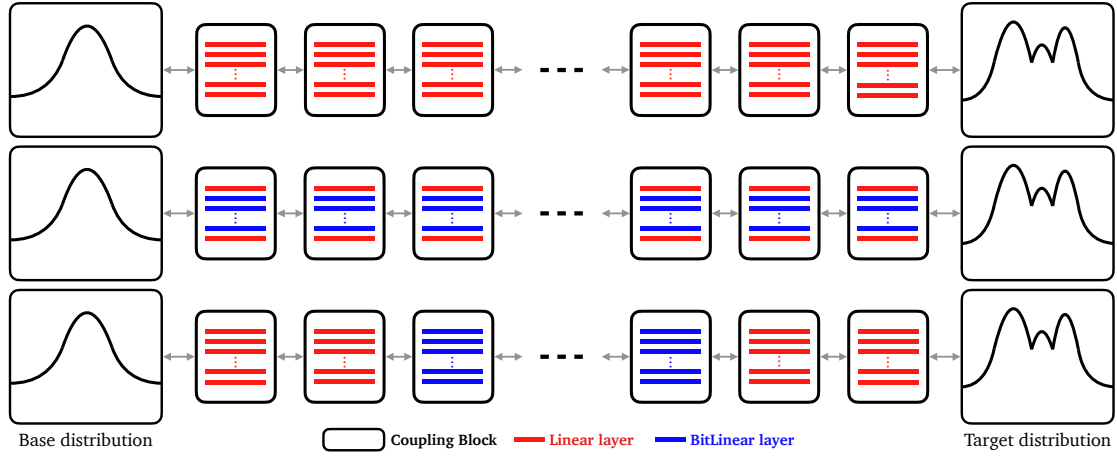 Base distribution
Coupling Block
Linear layer
BitLinear layer
Target distribution